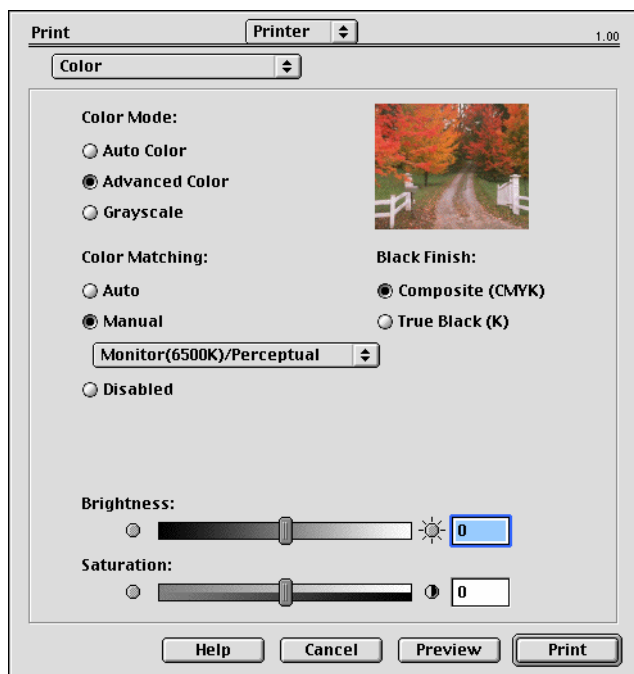 Print Printer 1.00
Color
Color Mode:
Auto Color
Advanced Color
Grayscale
Color Matching: Black Finish:
Auto Composite (CMYK)
Manual True Black (K)
Monitor(6500K)/Perceptual
Disabled
Brightness:
0
Saturation:
0
Help Cancel Preview Print